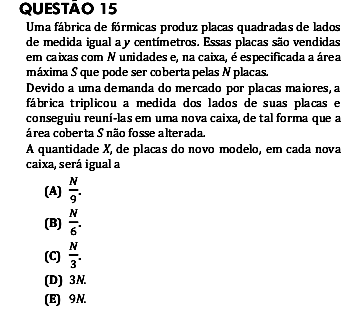 QUESTÃO 15
Uma fábrica de fórmicas produz placas quadradas de lados
de medida igual a y centímetros. Essas placas são vendidas
em caixas com N unidades e, na caixa, é especificada a área
máxima S que pode ser coberta pelas N placas.
Devido a uma demanda do mercado por placas maiores, a
fábrica triplicou a medida dos lados de suas placas e
conseguiu reuni-las em uma nova caixa, de tal forma que a
área coberta S não fosse alterada.
A quantidade X, de placas do novo modelo, em cada nova
caixa, será igual a
(A) N/9.
(B) N/6.
(C) N/3.
(D) 3N.
(E) 9N.